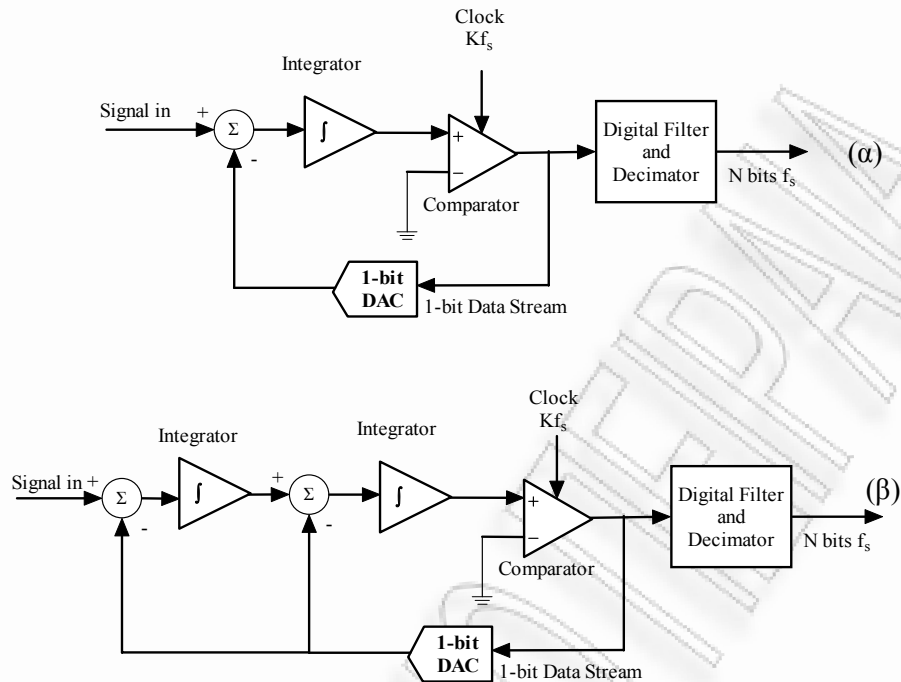 Clock
Kf_s
Integrator
Signal in
+
Σ
-
∫
+
−
Comparator
Digital Filter
and
Decimator
N bits f_s
(α)
1-bit
DAC
1-bit Data Stream
Clock
Kf_s
Integrator
Integrator
Signal in +
Σ
-
∫
+
Σ
-
∫
+
−
Comparator
Digital Filter
and
Decimator
N bits f_s
(β)
1-bit
DAC
1-bit Data Stream